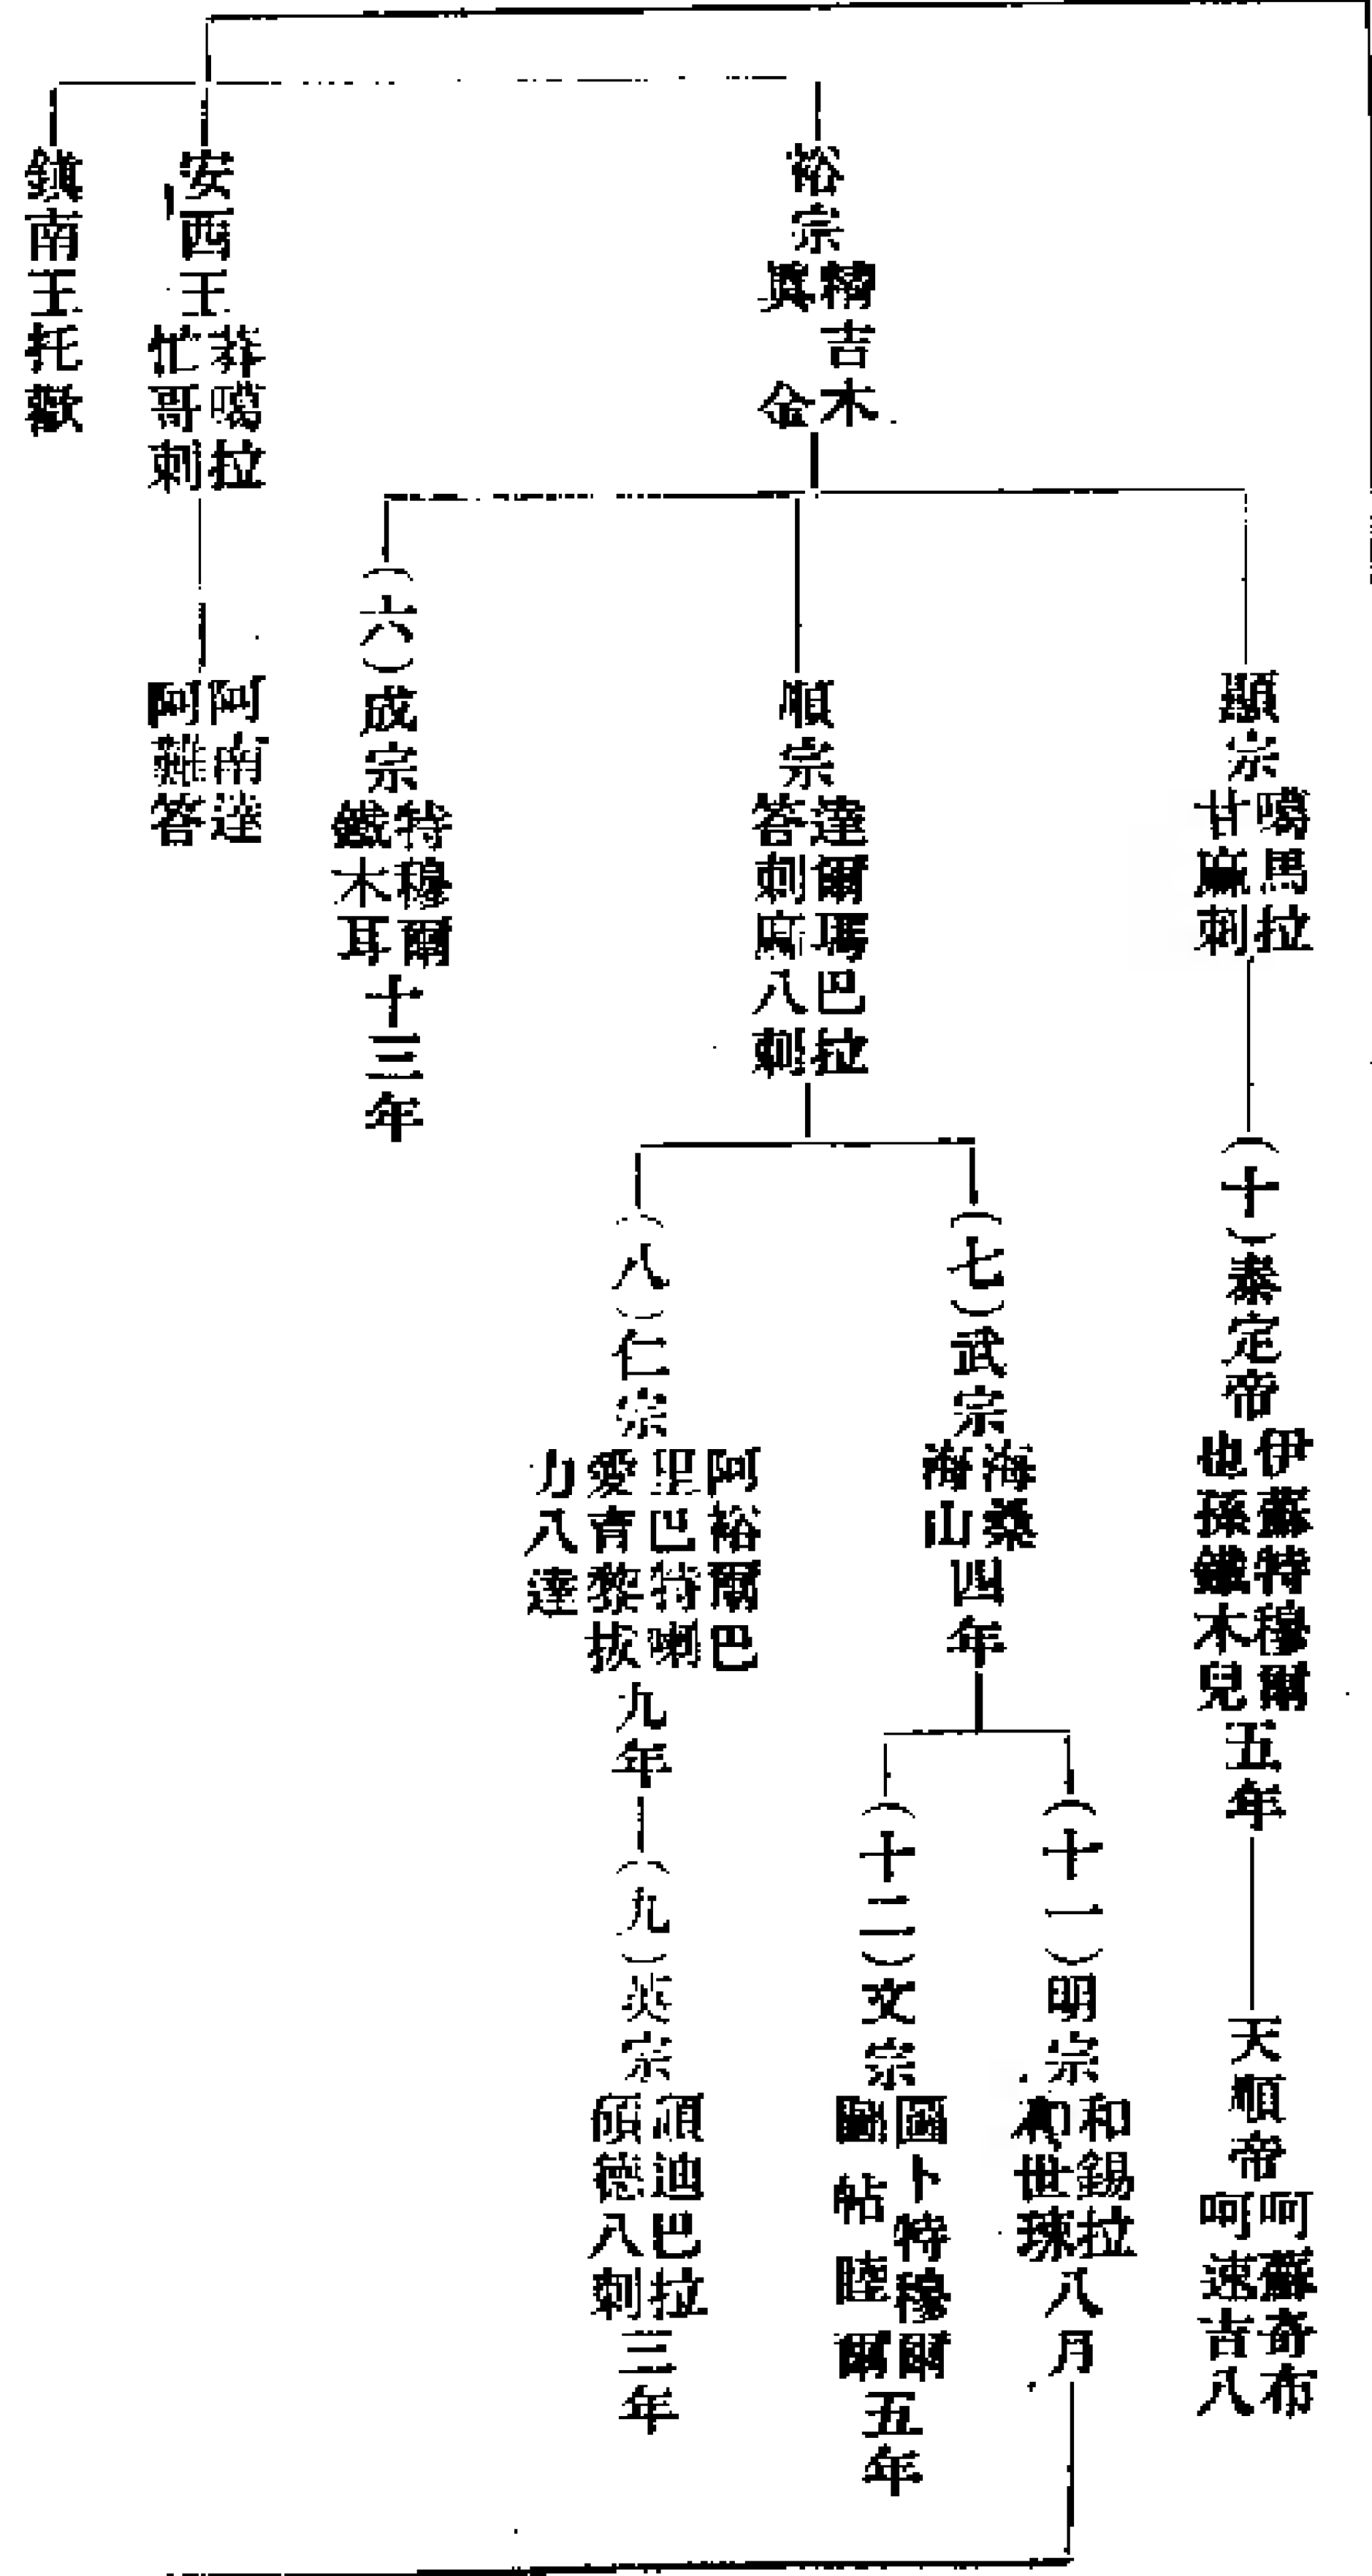 裕宗
精吉木
眞金
安西王
莽噶拉
忙哥剌
鎭南王托歡
顯宗
噶馬拉
甘麻剌
順宗
達爾瑪巴拉
答剌麻八剌
(六)成宗
特穆爾
鐵木耳
十三年
阿南達
阿難答
(十)泰定帝
伊蘇特穆爾
也孫鐵木兒
五年
(七)武宗
海桑
海山
四年
(八)仁宗
阿裕爾巴
里巴特喇
愛育黎拔
力八達
九年
(十一)明宗
和錫拉
和世㻋
八月
(十二)文宗
圖卜特穆爾
圖帖睦爾
五年
(九)英宗
碩迪巴拉
碩德八剌
三年
天順帝
阿蘇奇布
阿速吉八